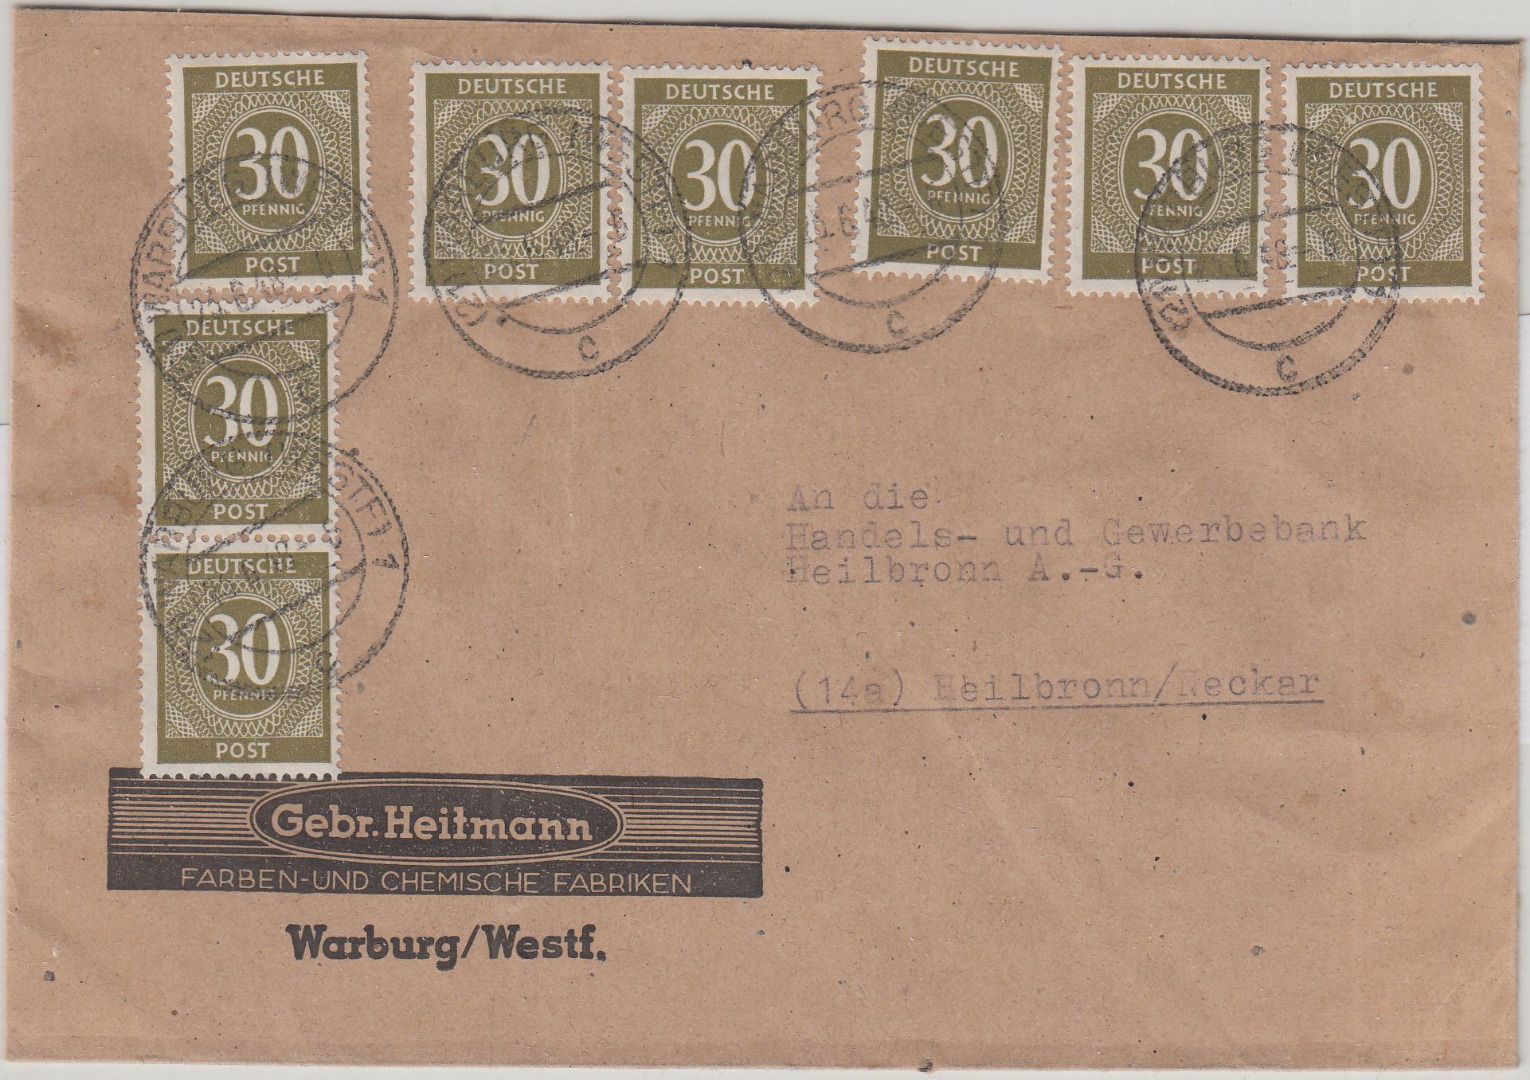 DEUTSCHE
30
PFENNIG
POST
DEUTSCHE
30
PFENNIG
POST
DEUTSCHE
30
PFENNIG
POST
DEUTSCHE
30
PFENNIG
POST
DEUTSCHE
30
PFENNIG
POST
DEUTSCHE
30
PFENNIG
POST
c
c
c
DEUTSCHE
30
PFENNIG
POST
DEUTSCHE
30
PFENNIG
POST
An die
Handels- und Gewerbebank
Heilbronn A.-G.
(14a) Heilbronn/Neckar
Gebr. Heitmann
FARBEN-UND CHEMISCHE FABRIKEN
Warburg/Westf.